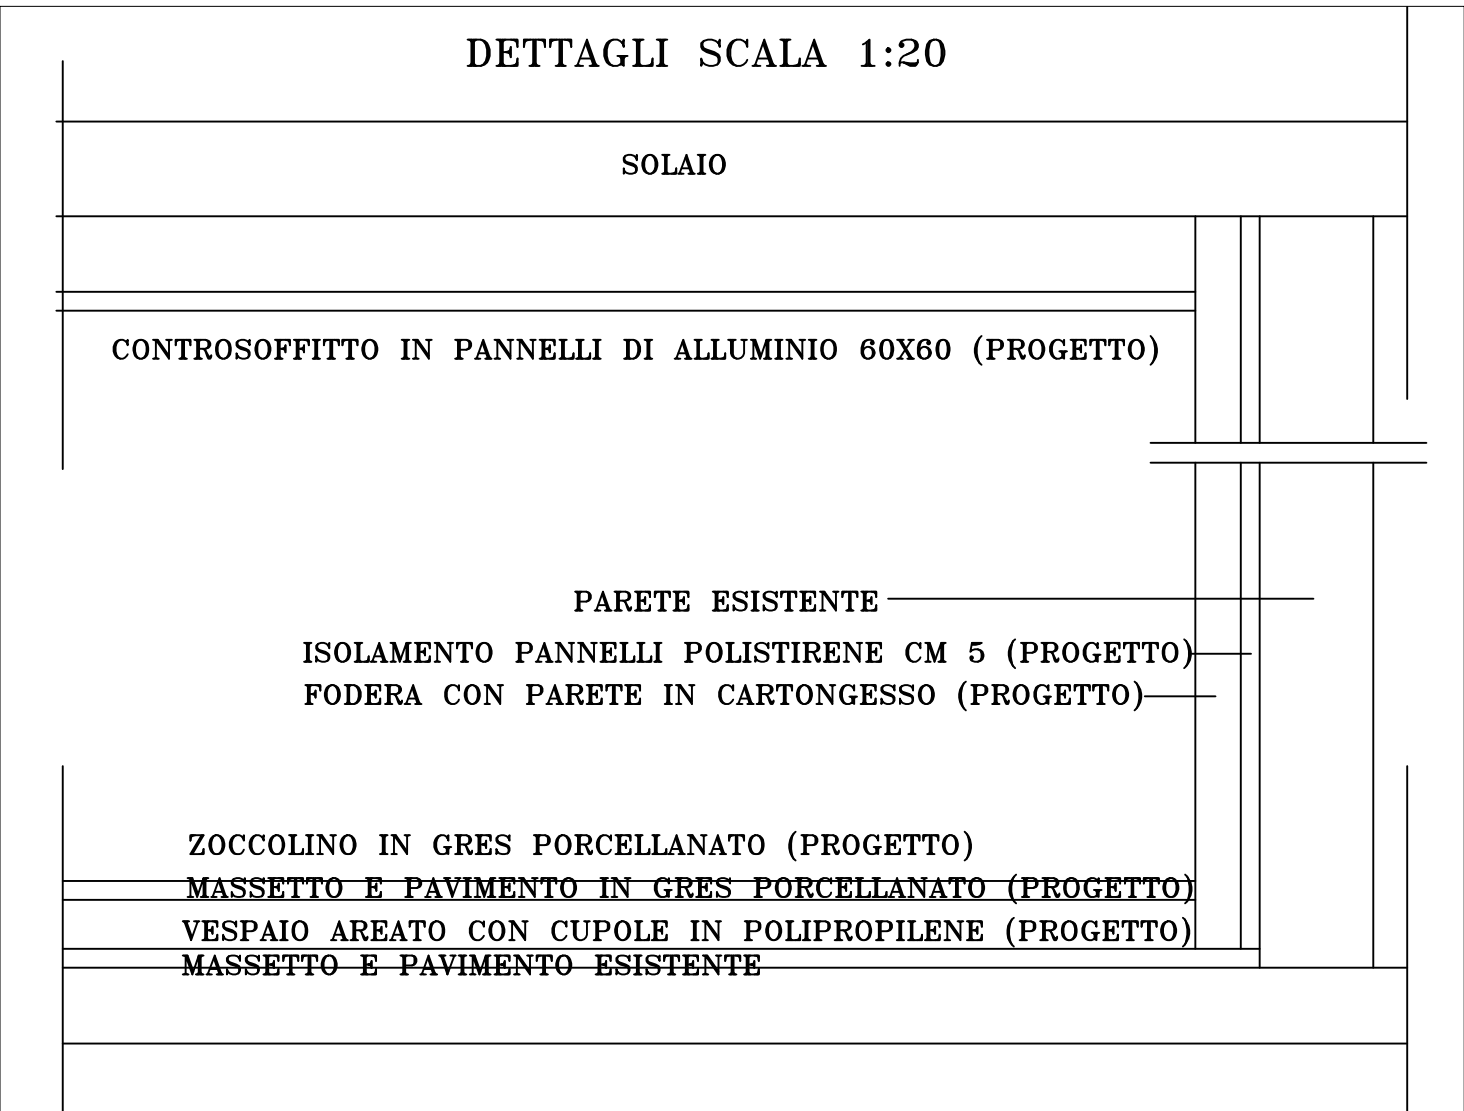 DETTAGLI SCALA 1:20
SOLAIO
CONTROSOFFITTO IN PANNELLI DI ALLUMINIO 60X60 (PROGETTO)
PARETE ESISTENTE
ISOLAMENTO PANNELLI POLISTIRENE CM 5 (PROGETTO)
FODERA CON PARETE IN CARTONGESSO (PROGETTO)
ZOCCOLINO IN GRES PORCELLANATO (PROGETTO)
MASSETTO E PAVIMENTO IN GRES PORCELLANATO (PROGETTO)
VESPAIO AREATO CON CUPOLE IN POLIPROPILENE (PROGETTO)
MASSETTO E PAVIMENTO ESISTENTE